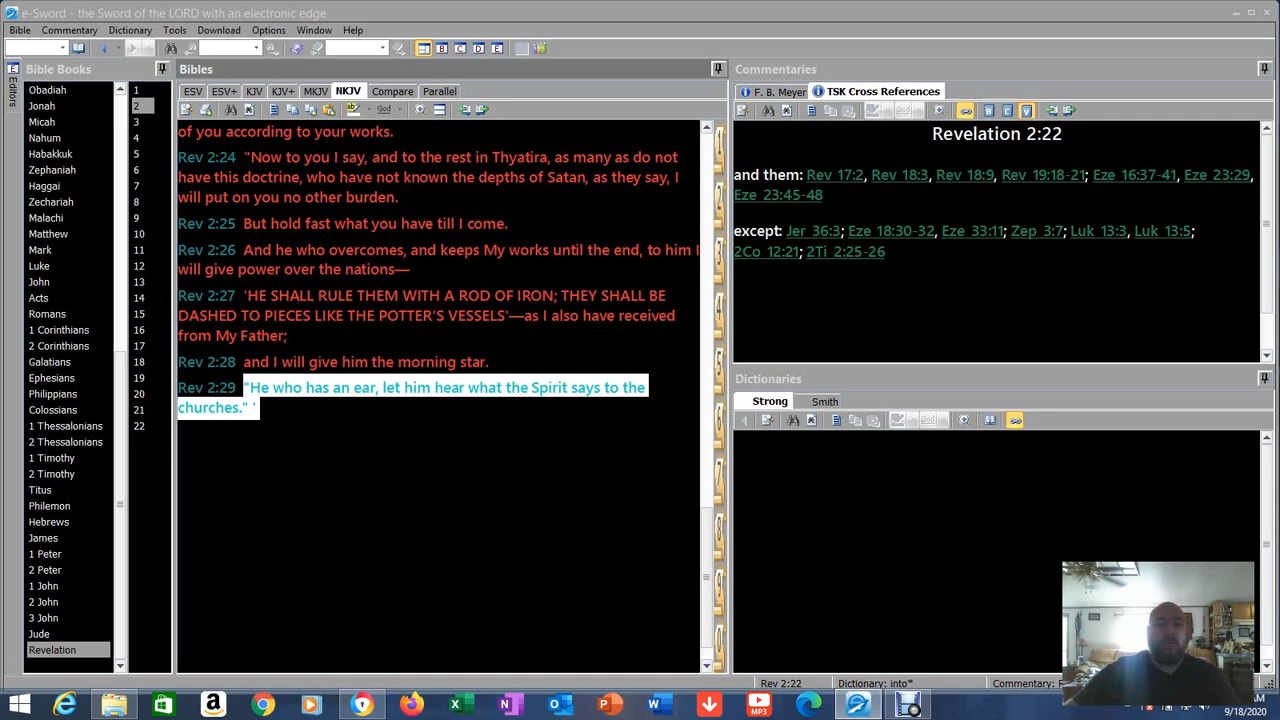 e-Sword - the Sword of the LORD with an electronic edge
Bible Commentary Dictionary Tools Download Options Window Help
B C D E
Editors
Bible Books
Obadiah
Jonah
Micah
Nahum
Habakkuk
Zephaniah
Haggai
Zechariah
Malachi
Matthew
Mark
Luke
John
Acts
Romans
1 Corinthians
2 Corinthians
Galatians
Ephesians
Philippians
Colossians
1 Thessalonians
2 Thessalonians
1 Timothy
2 Timothy
Titus
Philemon
Hebrews
James
1 Peter
2 Peter
1 John
2 John
3 John
Jude
Revelation
1
2
3
4
5
6
7
8
9
10
11
12
13
14
15
16
17
18
19
20
21
22
Bibles
ESV ESV+ KJV KJV+ MKJV NKJV Compare Parallel
God
of you according to your works.
Rev 2:24 "Now to you I say, and to the rest in Thyatira, as many as do not
have this doctrine, who have not known the depths of Satan, as they say, I
will put on you no other burden.
Rev 2:25 But hold fast what you have till I come.
Rev 2:26 And he who overcomes, and keeps My works until the end, to him I
will give power over the nations—
Rev 2:27 'HE SHALL RULE THEM WITH A ROD OF IRON; THEY SHALL BE
DASHED TO PIECES LIKE THE POTTER'S VESSELS'—as I also have received
from My Father;
Rev 2:28 and I will give him the morning star.
Rev 2:29 "He who has an ear, let him hear what the Spirit says to the
churches." '
1
2
3
4
5
6
7
8
9
Commentaries
F. B. Meyer TSK Cross References
God B C V
Revelation 2:22
and them: Rev 17:2, Rev 18:3, Rev 18:9, Rev 19:18-21; Eze 16:37-41, Eze 23:29,
Eze 23:45-48
except: Jer 36:3; Eze 18:30-32, Eze 33:11; Zep 3:7; Luk 13:3, Luk 13:5;
2Co 12:21; 2Ti 2:25-26
Dictionaries
Strong Smith
God
Rev 2:22 Dictionary: into* Commentary:
MP3
9/18/2020